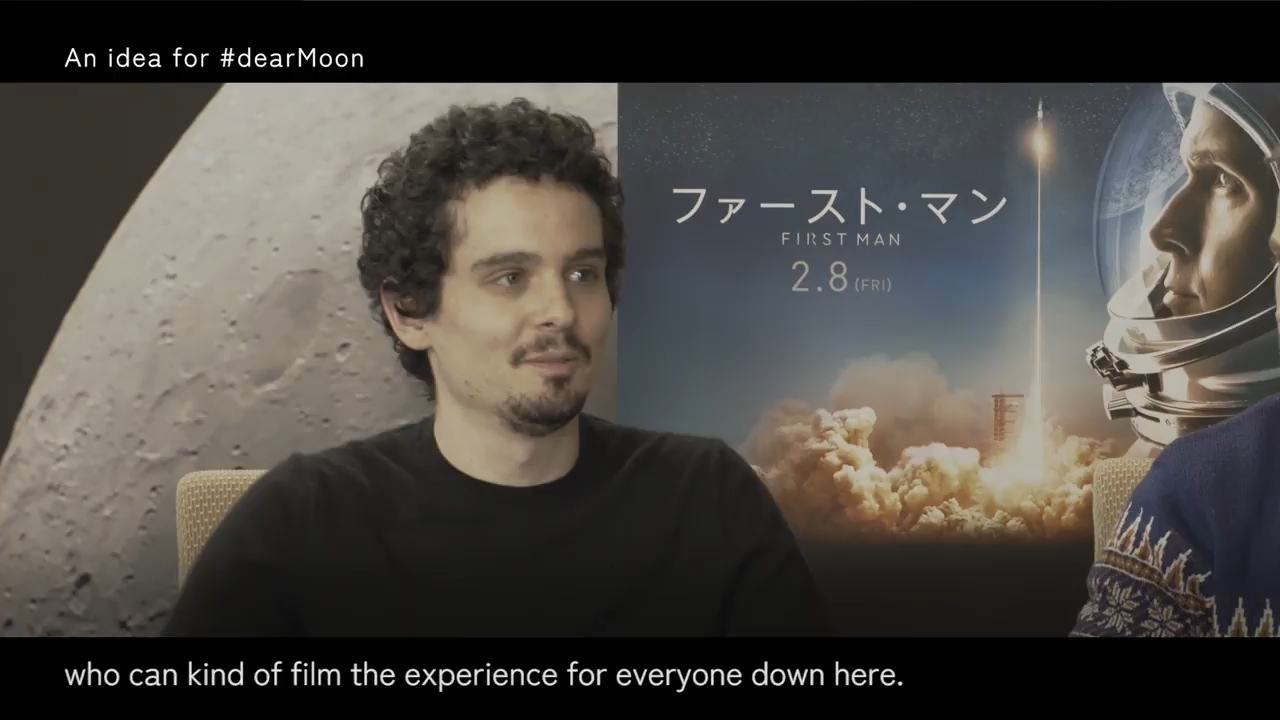 An idea for #dearMoon
ファースト・マン
FIRST MAN
2.8 (FRI)
who can kind of film the experience for everyone down here.